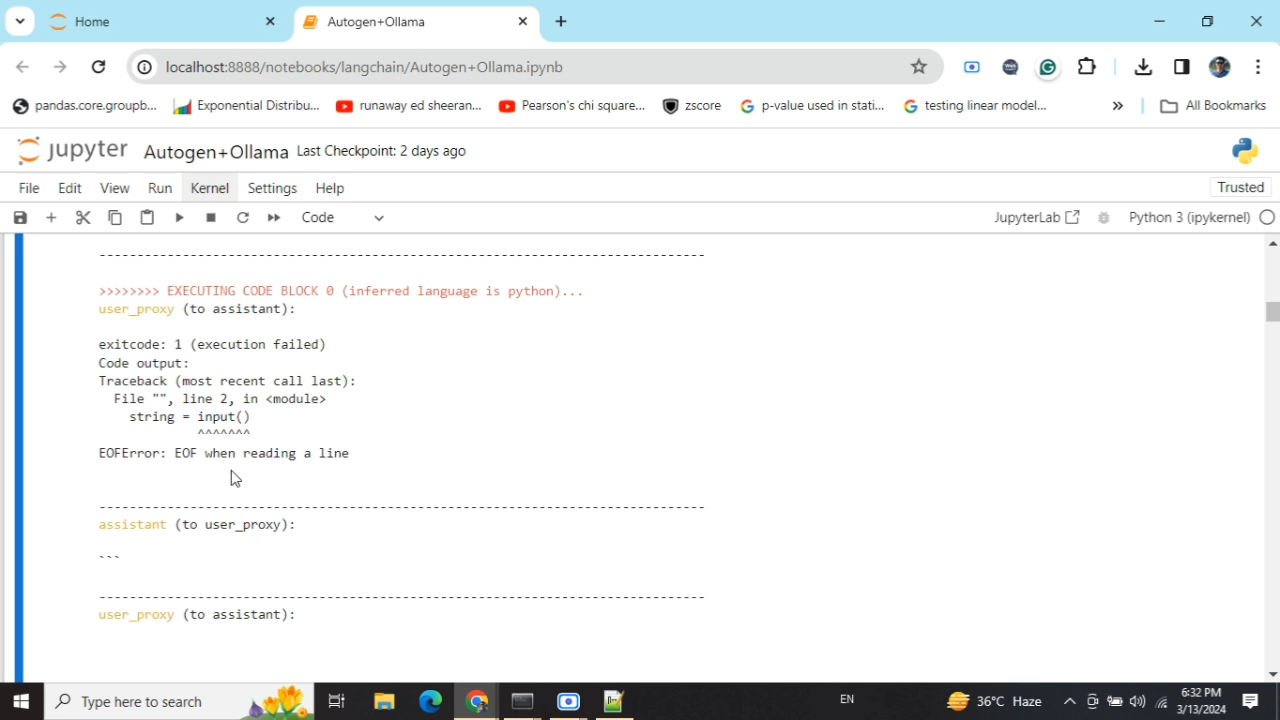 Home
Autogen+Ollama
localhost:8888/notebooks/langchain/Autogen+Ollama.ipynb
pandas.core.groupb...
Exponential Distribu...
runaway ed sheeran...
Pearson's chi square...
zscore
p-value used in stati...
testing linear model...
»
All Bookmarks
jupyter
Autogen+Ollama Last Checkpoint: 2 days ago
File Edit View Run Kernel Settings Help
Trusted
Code
JupyterLab
Python 3 (ipykernel)
--------------------------------------------------------------------------------
>>>>>>>> EXECUTING CODE BLOCK 0 (inferred language is python)...
user_proxy (to assistant):
exitcode: 1 (execution failed)
Code output:
Traceback (most recent call last):
File "", line 2, in <module>
string = input()
^^^^^^^
EOFError: EOF when reading a line
--------------------------------------------------------------------------------
assistant (to user_proxy):
```
--------------------------------------------------------------------------------
user_proxy (to assistant):
Type here to search
EN
36°C Haze
6:32 PM
3/13/2024